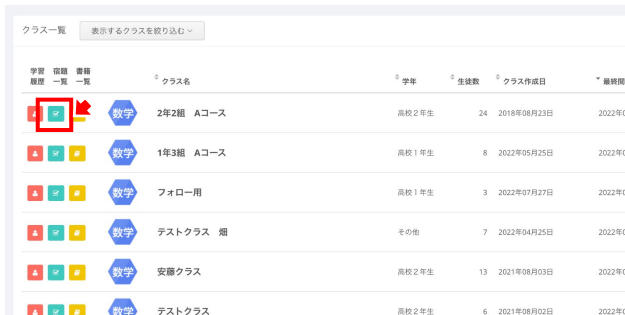 クラス一覧 表示するクラスを絞り込む
学習 宿題 書籍
履歴 一覧 一覧 クラス名 学年 生徒数 クラス作成日 最終
数学 2年2組 Aコース 高校2年生 24 2018年08月23日 2022年
数学 1年3組 Aコース 高校1年生 8 2022年05月25日 2022年
数学 フォロー用 高校1年生 3 2022年07月27日 2022年
数学 テストクラス 畑 その他 7 2022年04月25日 2022年
数学 安藤クラス 高校2年生 13 2021年08月03日 2022年
数学 テストクラス 高校2年生 6 2021年08月02日 2022年